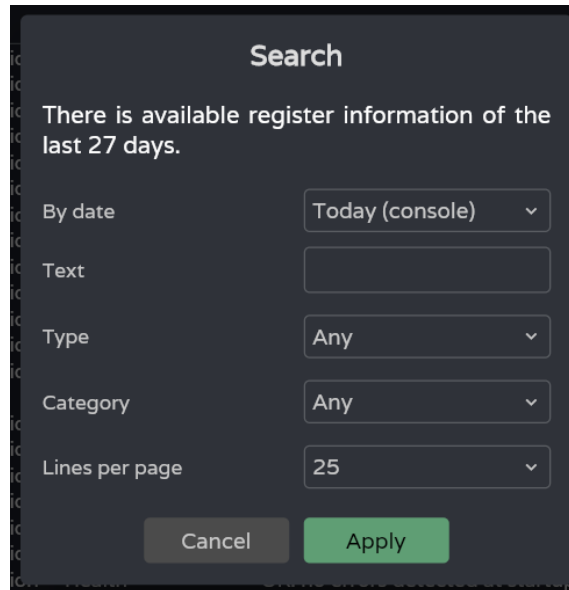 Search
There is available register information of the
last 27 days.
By date Today (console)
Text
Type Any
Category Any
Lines per page 25
Cancel Apply